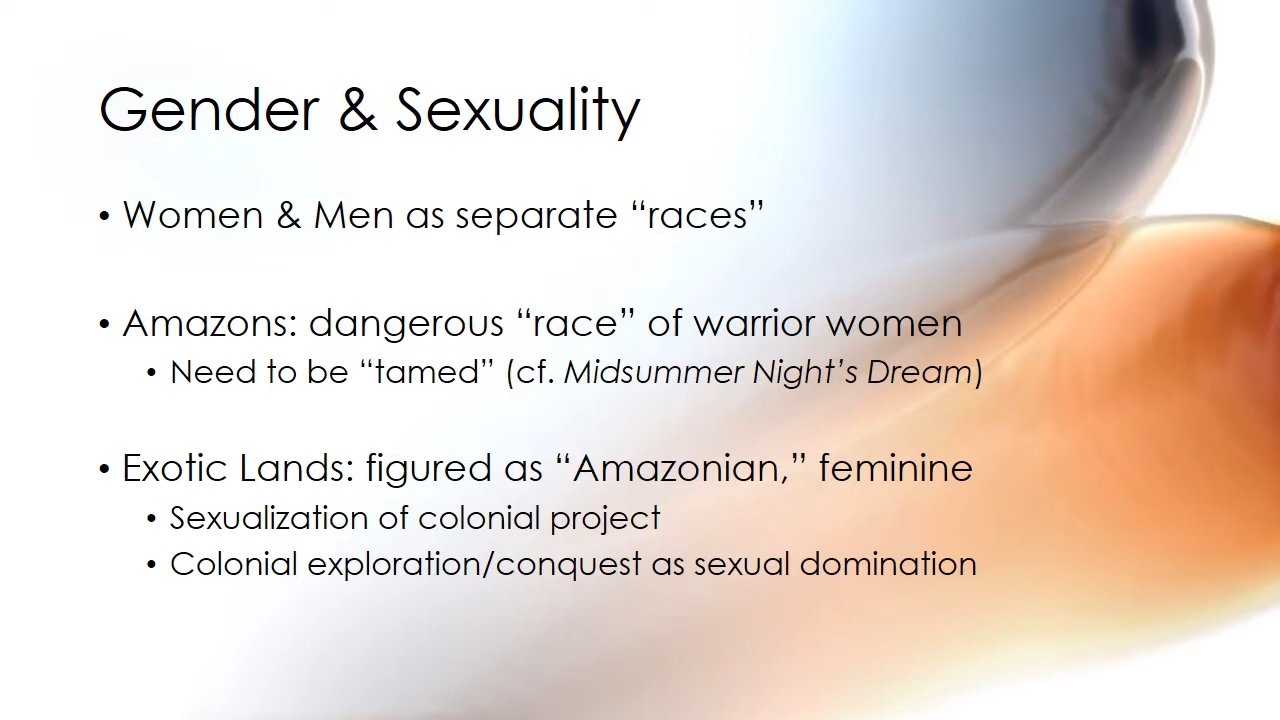 Gender & Sexuality
• Women & Men as separate “races”
• Amazons: dangerous “race” of warrior women
• Need to be “tamed” (cf. Midsummer Night’s Dream)
• Exotic Lands: figured as “Amazonian,” feminine
• Sexualization of colonial project
• Colonial exploration/conquest as sexual domination